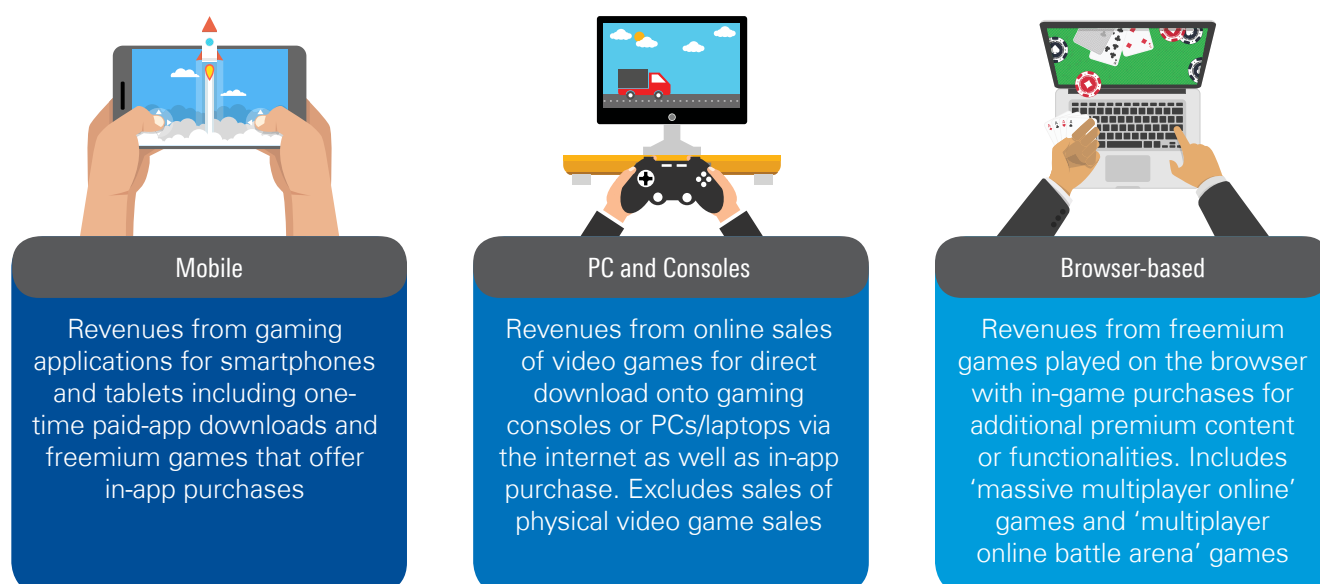 Mobile
Revenues from gaming
applications for smartphones
and tablets including one-
time paid-app downloads and
freemium games that offer
in-app purchases
PC and Consoles
Revenues from online sales
of video games for direct
download onto gaming
consoles or PCs/laptops via
the internet as well as in-app
purchase. Excludes sales of
physical video game sales
Browser-based
Revenues from freemium
games played on the browser
with in-game purchases for
additional premium content
or functionalities. Includes
‘massive multiplayer online’
games and ‘multiplayer
online battle arena’ games